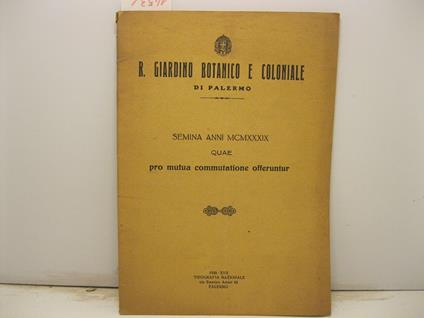 R. GIARDINO BOTANICO E COLONIALE
DI PALERMO
SEMINA ANNI MCMXXXIX
QUAE
pro mutua commutatione offeruntur
TIPOGRAFIA NAZIONALE
PALERMO